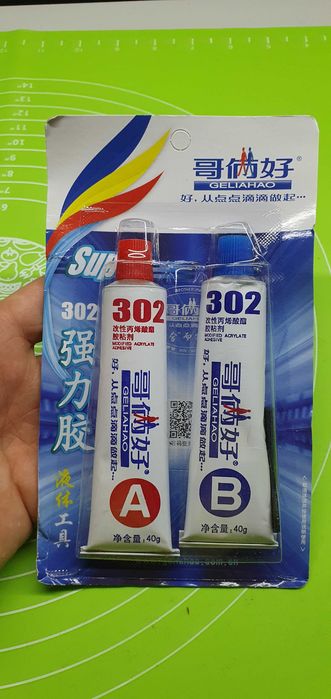 哥俩好®
GELIAHAO
好，从点点滴滴做起…
Sup
302
强力胶
液体工具
302
改性丙烯酸酯
胶粘剂
MODIFIED ACRYLATE
ADHESIVE
哥俩好®
GELIAHAO
好，从点点滴滴做起…
A
净含量：40g
302
改性丙烯酸酯
胶粘剂
MODIFIED ACRYLATE
ADHESIVE
哥俩好®
GELIAHAO
好，从点点滴滴做起…
B
净含量：40g